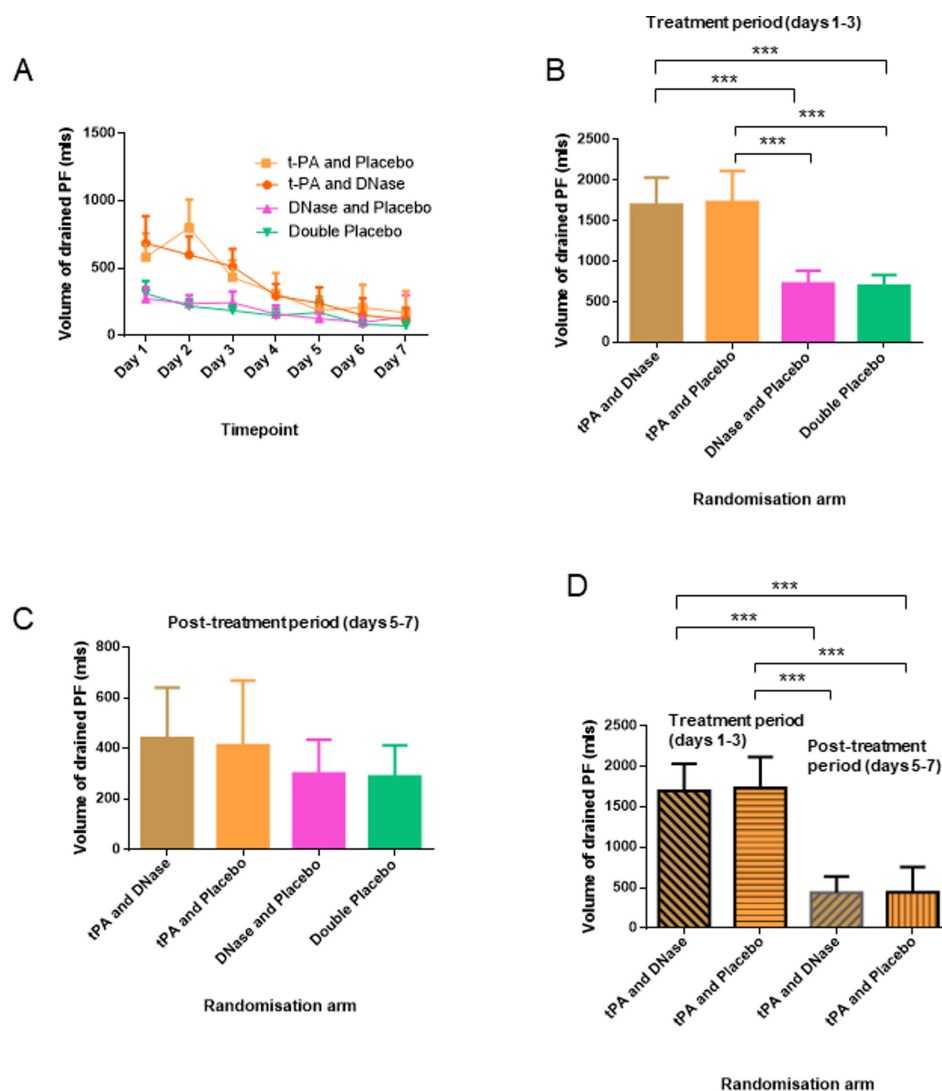 A
1500
1000
500
0
Volume of drained PF (mls)
t-PA and Placebo
t-PA and DNase
DNase and Placebo
Double Placebo
Day 1
Day 2
Day 3
Day 4
Day 5
Day 6
Day 7
Timepoint
Treatment period (days 1-3)
B
***
***
***
***
2500
2000
1500
1000
500
0
Volume of drained PF (mls)
tPA and DNase
tPA and Placebo
DNase and Placebo
Double Placebo
Randomisation arm
C
Post-treatment period (days 5-7)
800
600
400
200
0
Volume of drained PF (mls)
tPA and DNase
tPA and Placebo
DNase and Placebo
Double Placebo
Randomisation arm
D
***
***
***
***
2500
2000
1500
1000
500
0
Volume of drained PF (mls)
Treatment period
(days 1-3)
Post-treatment
period (days 5-7)
tPA and DNase
tPA and Placebo
tPA and DNase
tPA and Placebo
Randomisation arm